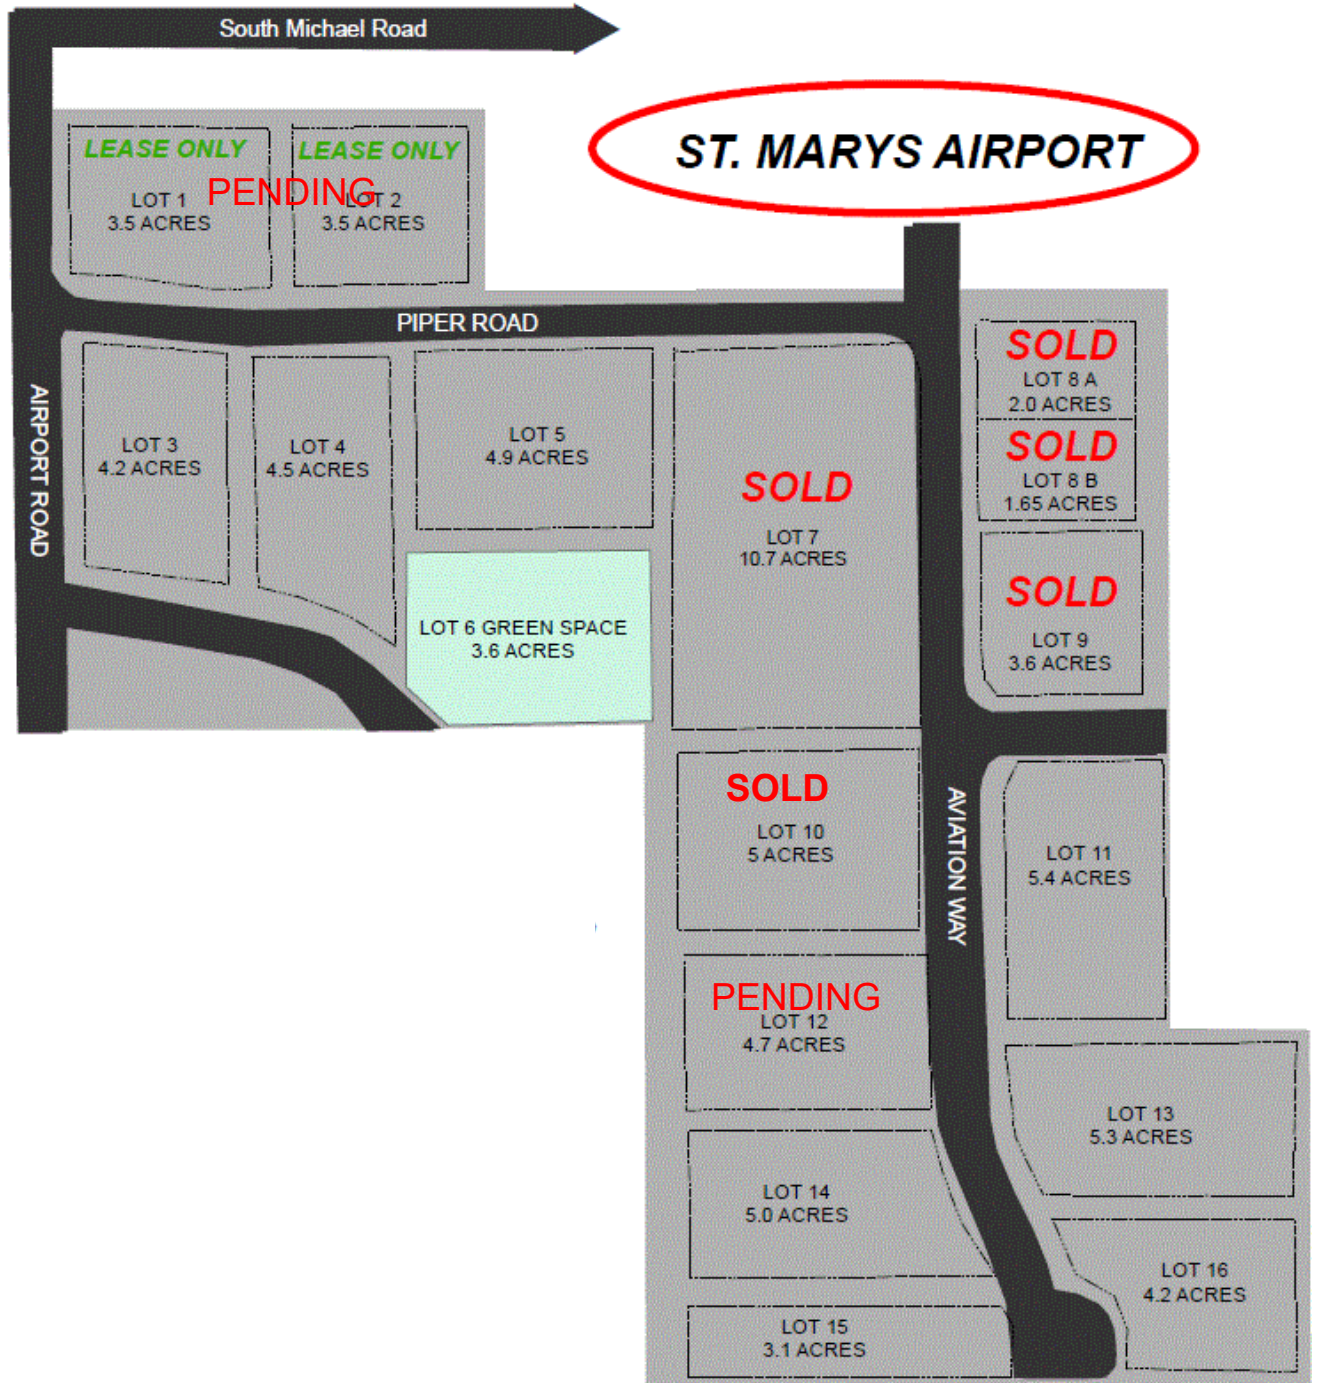 South Michael Road
ST. MARYS AIRPORT
LEASE ONLY
LOT 1
3.5 ACRES
PENDING
LEASE ONLY
LOT 2
3.5 ACRES
PIPER ROAD
AIRPORT ROAD
LOT 3
4.2 ACRES
LOT 4
4.5 ACRES
LOT 5
4.9 ACRES
LOT 6 GREEN SPACE
3.6 ACRES
SOLD
LOT 7
10.7 ACRES
SOLD
LOT 8 A
2.0 ACRES
SOLD
LOT 8 B
1.65 ACRES
SOLD
LOT 9
3.6 ACRES
SOLD
LOT 10
5 ACRES
AVIATION WAY
LOT 11
5.4 ACRES
PENDING
LOT 12
4.7 ACRES
LOT 13
5.3 ACRES
LOT 14
5.0 ACRES
LOT 15
3.1 ACRES
LOT 16
4.2 ACRES